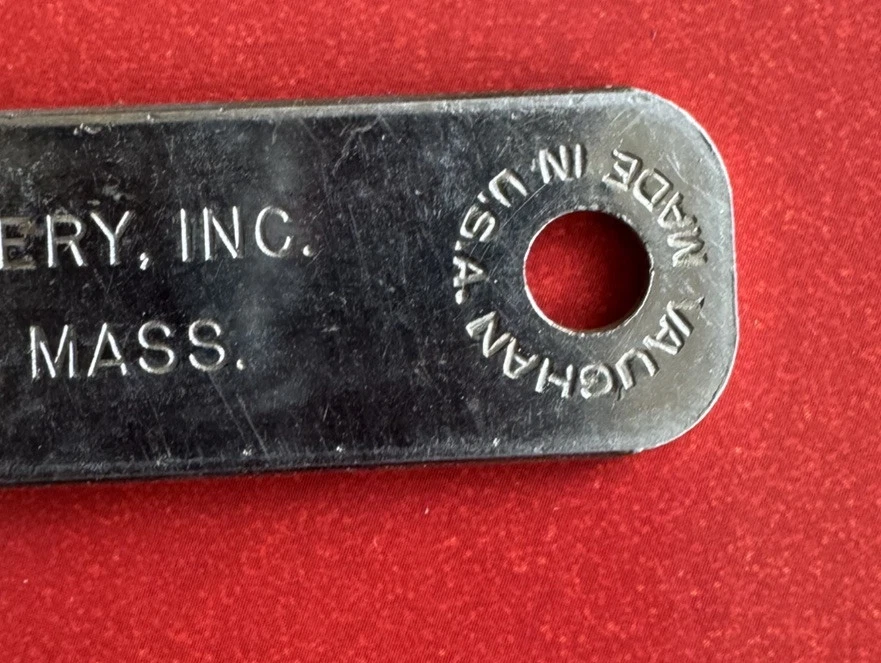 ERY, INC.
MASS.
VAUGHAN
MADE IN U.S.A.